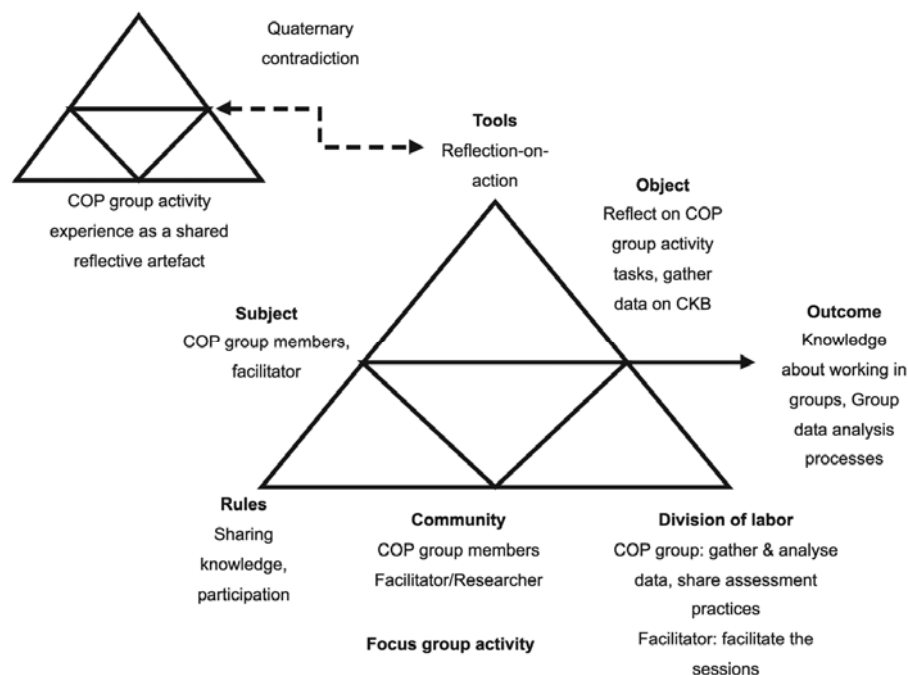 Quaternary
contradiction
COP group activity
experience as a shared
reflective artefact
Tools
Reflection-on-
action
Object
Reflect on COP
group activity
tasks, gather
data on CKB
Subject
COP group members,
facilitator
Outcome
Knowledge
about working in
groups, Group
data analysis
processes
Rules
Sharing
knowledge,
participation
Community
COP group members
Facilitator/Researcher
Division of labor
COP group: gather & analyse
data, share assessment
practices
Facilitator: facilitate the
sessions
Focus group activity